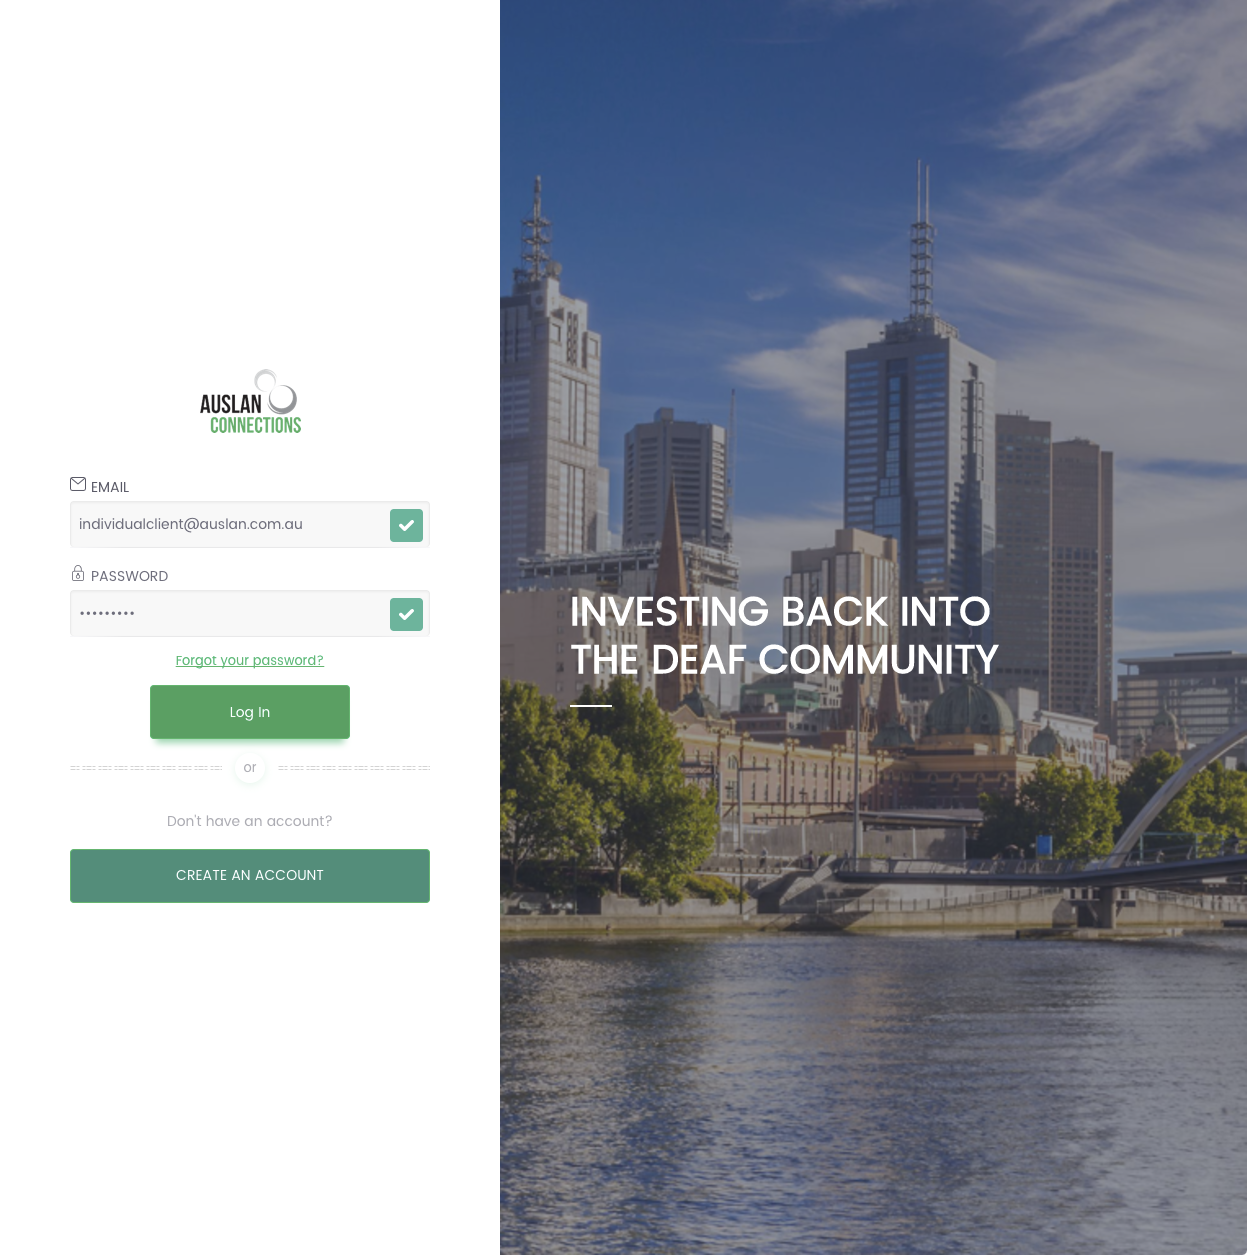 AUSLAN
CONNECTIONS
EMAIL
individualclient@auslan.com.au
PASSWORD
•••••••••
Forgot your password?
Log In
or
Don't have an account?
CREATE AN ACCOUNT
INVESTING BACK INTO
THE DEAF COMMUNITY